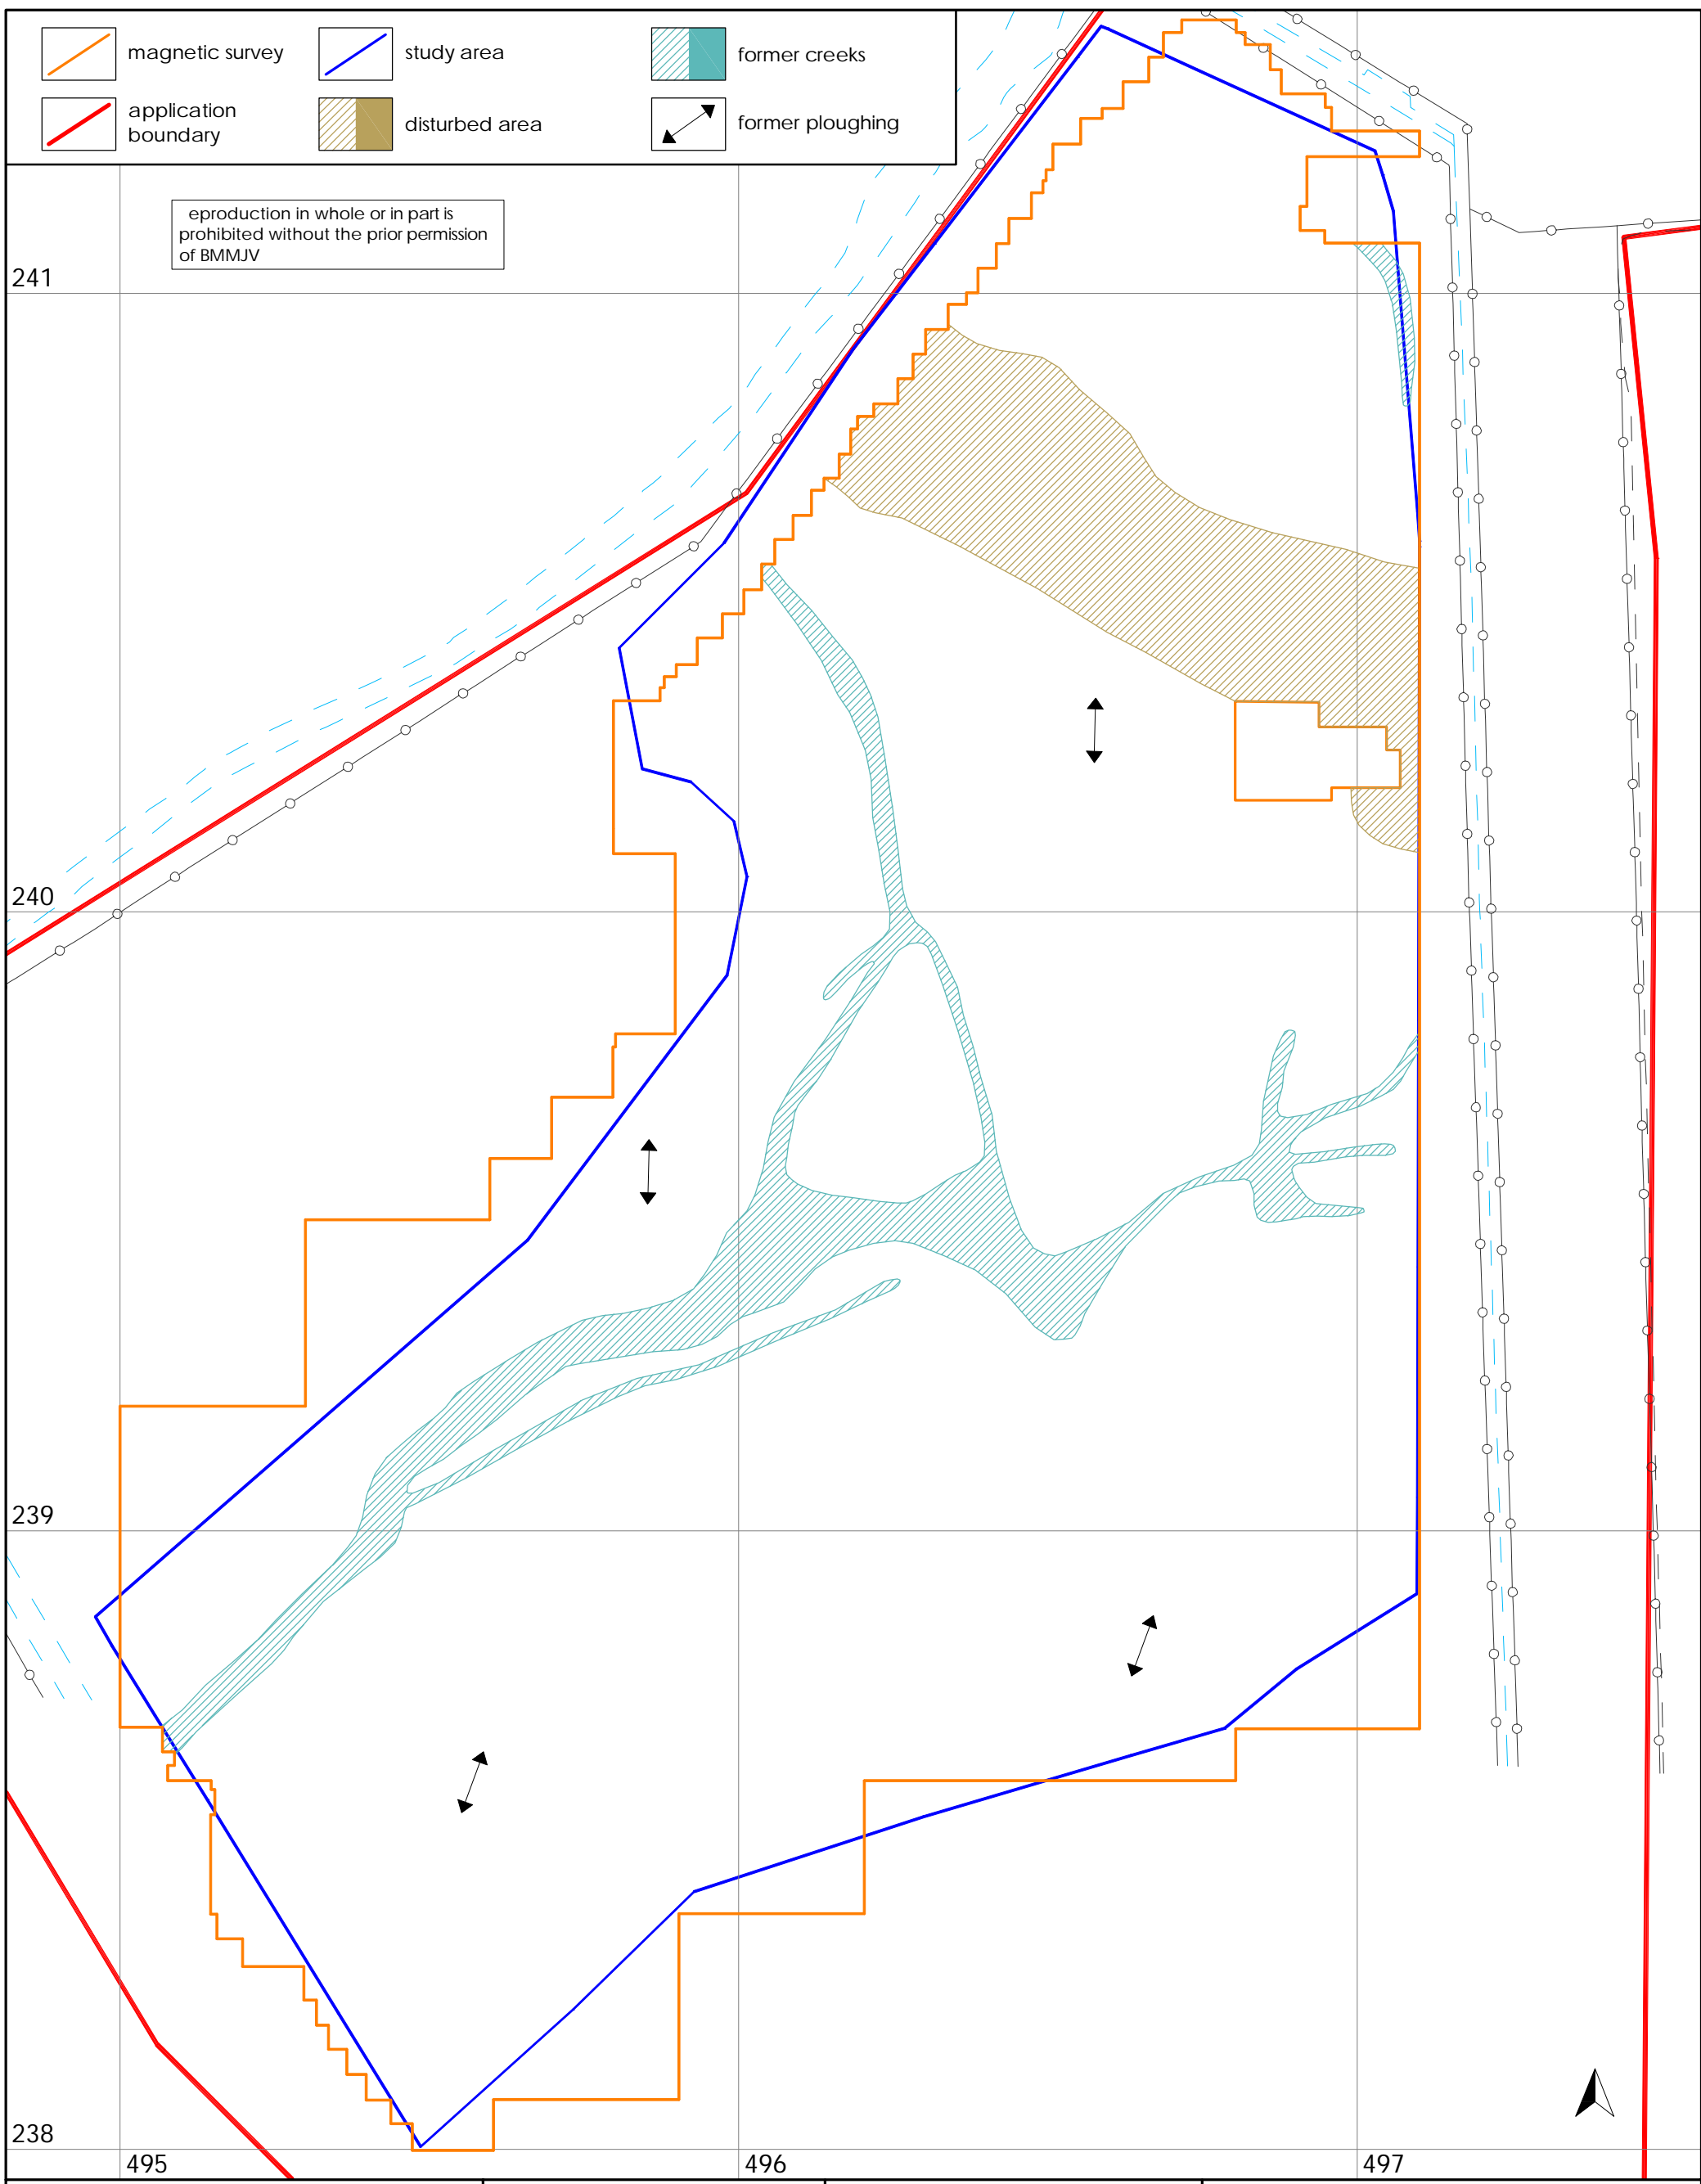 magnetic survey
study area
former creeks
application
boundary
disturbed area
former ploughing
eproduction in whole or in part is
prohibited without the prior permission
of BMMJV
241
240
239
238
495
496
497